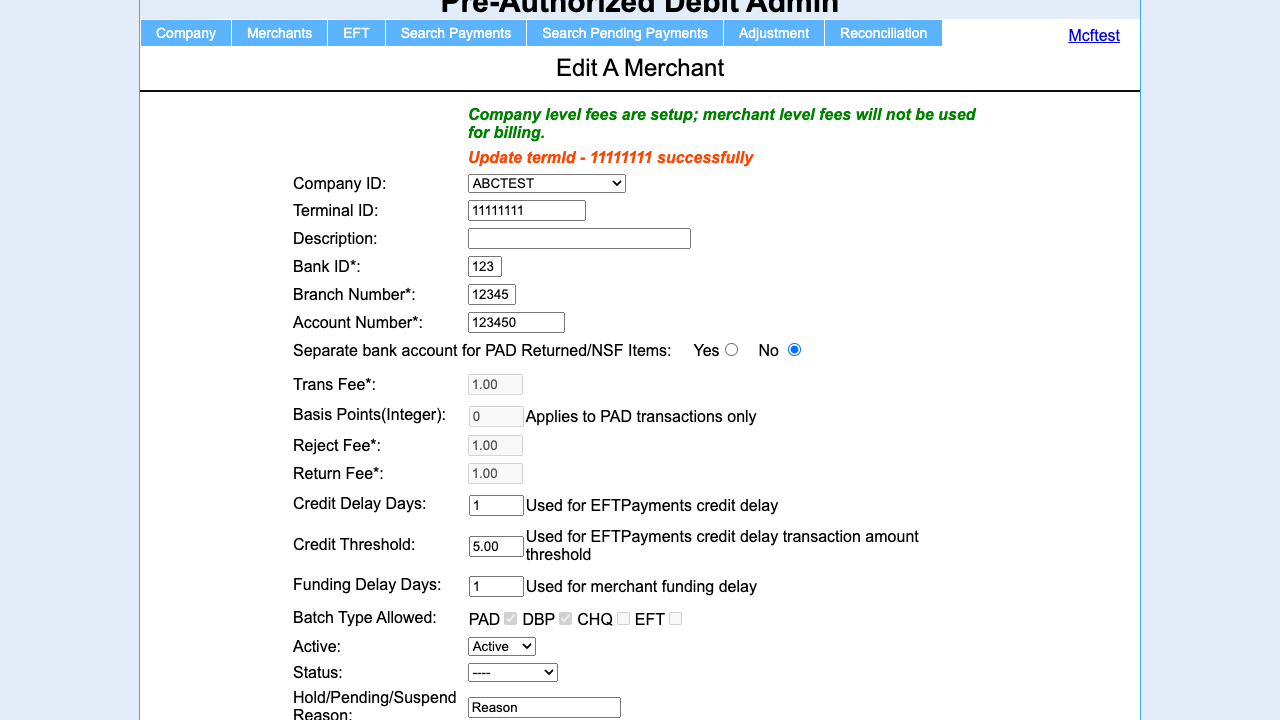 Pre-Authorized Debit Admin
Company Merchants EFT Search Payments Search Pending Payments Adjustment Reconciliation Mcftest
Edit A Merchant
Company level fees are setup; merchant level fees will not be used
for billing.
Update termId - 11111111 successfully
Company ID: ABCTEST
Terminal ID: 11111111
Description:
Bank ID*: 123
Branch Number*: 12345
Account Number*: 123450
Separate bank account for PAD Returned/NSF Items: Yes No
Trans Fee*: 1.00
Basis Points(Integer): 0 Applies to PAD transactions only
Reject Fee*: 1.00
Return Fee*: 1.00
Credit Delay Days: 1 Used for EFTPayments credit delay
Credit Threshold: 5.00 Used for EFTPayments credit delay transaction amount
threshold
Funding Delay Days: 1 Used for merchant funding delay
Batch Type Allowed: PAD DBP CHQ EFT
Active: Active
Status: ----
Hold/Pending/Suspend
Reason: Reason